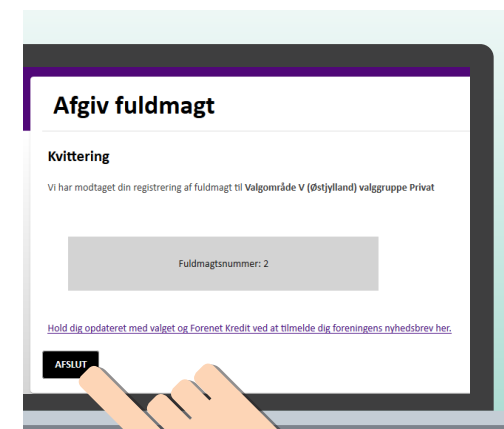 Afgiv fuldmagt
Kvittering
Vi har modtaget din registrering af fuldmagt til Valgområde V (Østjylland) valggruppe Privat
Fuldmagtsnummer: 2
Hold dig opdateret med valget og Forenet Kredit ved at tilmelde dig foreningens nyhedsbrev her.
AFSLUT